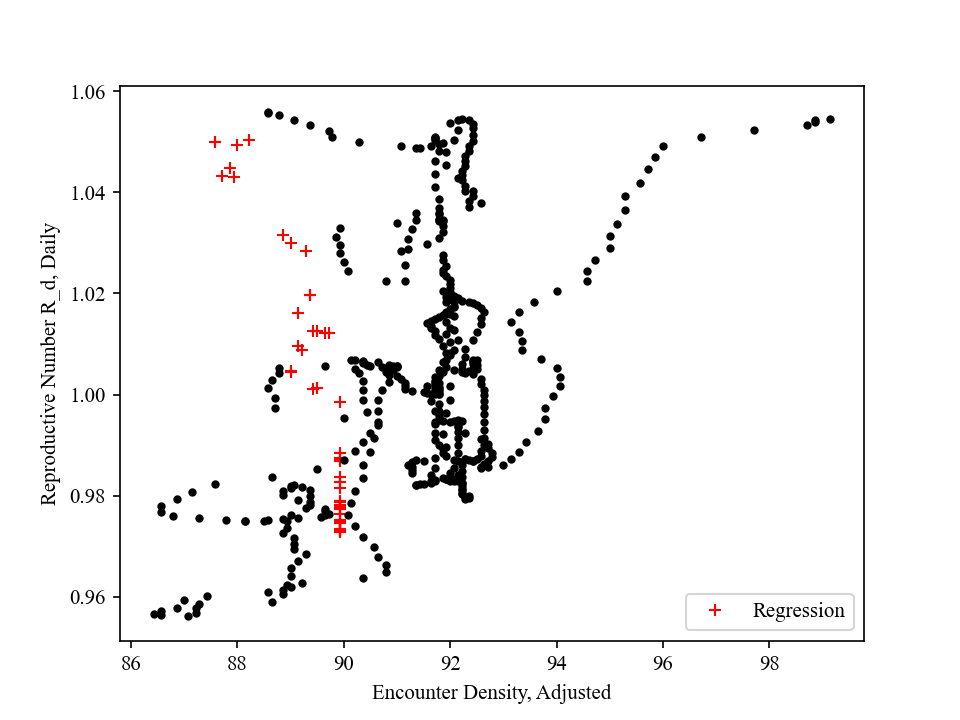 1.06
1.04
1.02
1.00
0.98
0.96
Reproductive Number R_d, Daily
Regression
86 88 90 92 94 96 98
Encounter Density, Adjusted